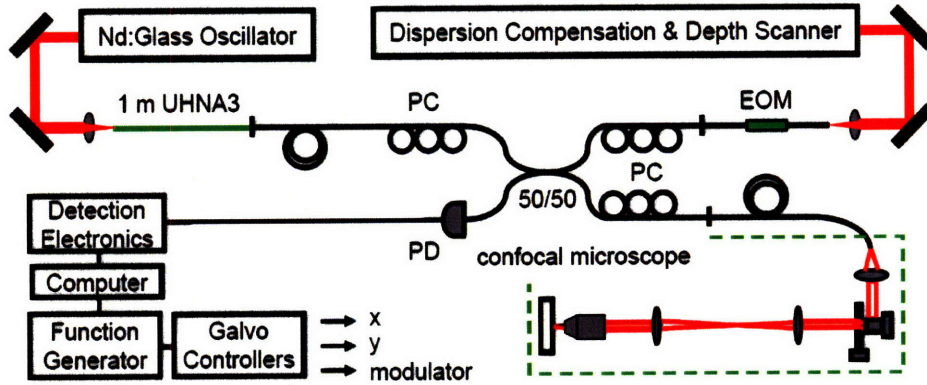 Nd:Glass Oscillator
Dispersion Compensation & Depth Scanner
1 m UHNA3
PC
EOM
PC
50/50
Detection
Electronics
PD
confocal microscope
Computer
Function
Generator
Galvo
Controllers
x
y
modulator